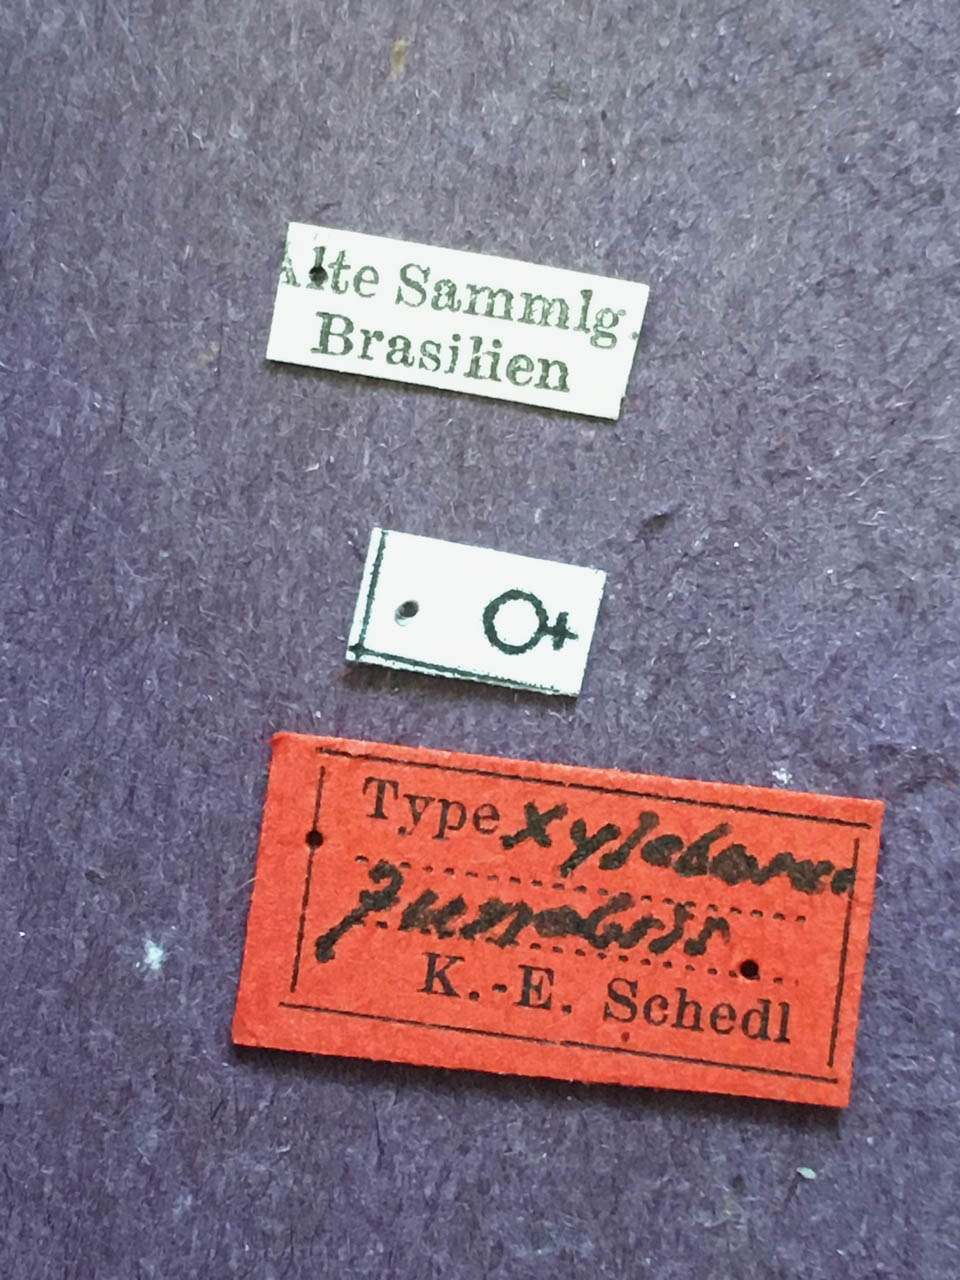 Alte Sammlg.
Brasilien
♀
Type Xyleborus
K.-E. Schedl